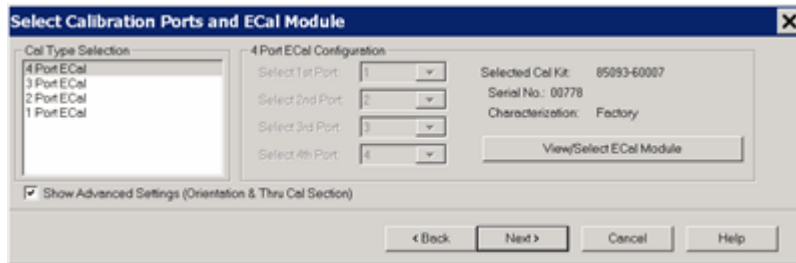 Select Calibration Ports and ECal Module
Cal Type Selection
4 Port ECal
3 Port ECal
2 Port ECal
1 Port ECal
4 Port ECal Configuration
Select 1st Port: 1
Select 2nd Port: 2
Select 3rd Port: 3
Select 4th Port: 4
Selected Cal Kit: 85093-60007
Serial No.: 00778
Characterization: Factory
View/Select ECal Module
Show Advanced Settings (Orientation & Thru Cal Section)
< Back
Next >
Cancel
Help